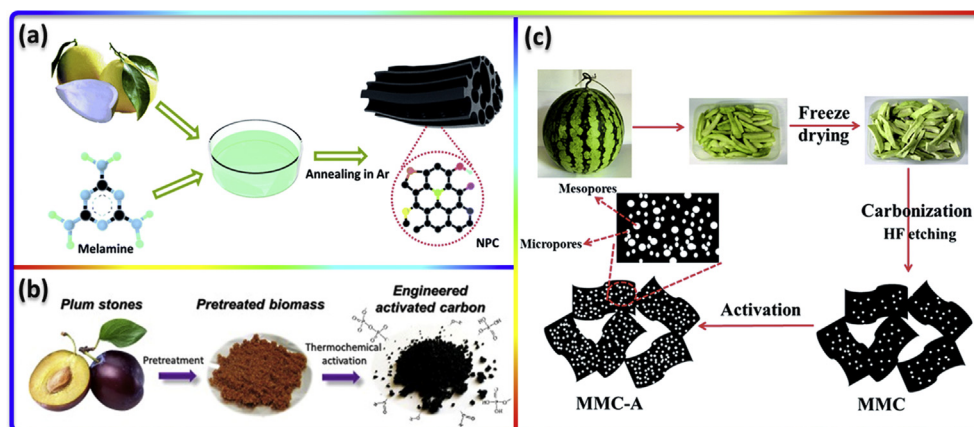 (a)
Melamine
Annealing in Ar
NPC
(b)
Plum stones
Pretreatment
Pretreated biomass
Thermochemical
activation
Engineered
activated carbon
(c)
Freeze
drying
Carbonization
HF etching
MMC
Activation
MMC-A
Mesopores
Micropores